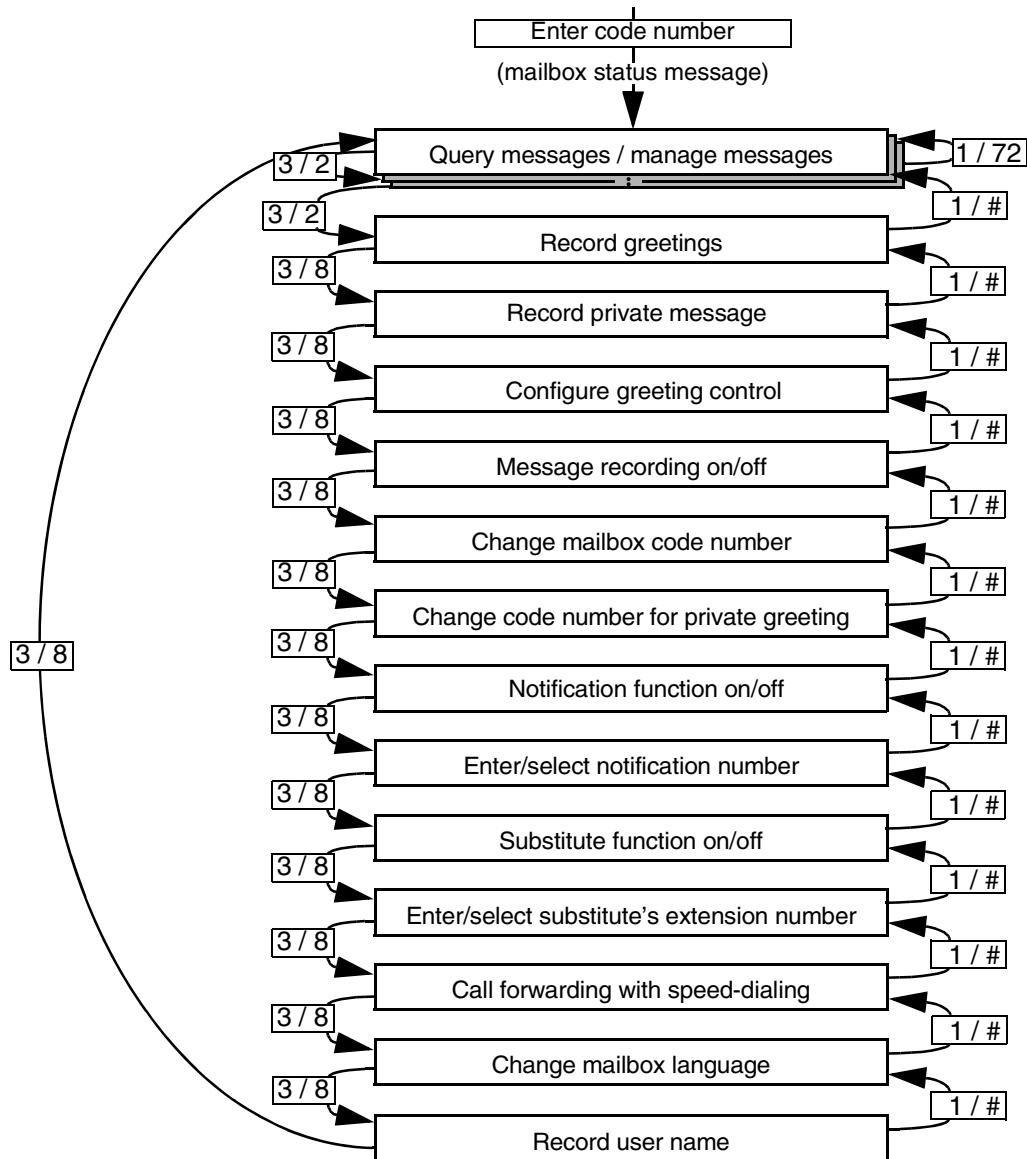 Enter code number
(mailbox status message)
Query messages / manage messages
3 / 2
1 / 72
3 / 2
1 / #
Record greetings
3 / 8
1 / #
Record private message
3 / 8
1 / #
Configure greeting control
3 / 8
1 / #
Message recording on/off
3 / 8
1 / #
Change mailbox code number
3 / 8
1 / #
Change code number for private greeting
3 / 8
3 / 8
1 / #
Notification function on/off
3 / 8
1 / #
Enter/select notification number
3 / 8
1 / #
Substitute function on/off
3 / 8
1 / #
Enter/select substitute's extension number
3 / 8
1 / #
Call forwarding with speed-dialing
3 / 8
1 / #
Change mailbox language
3 / 8
1 / #
Record user name